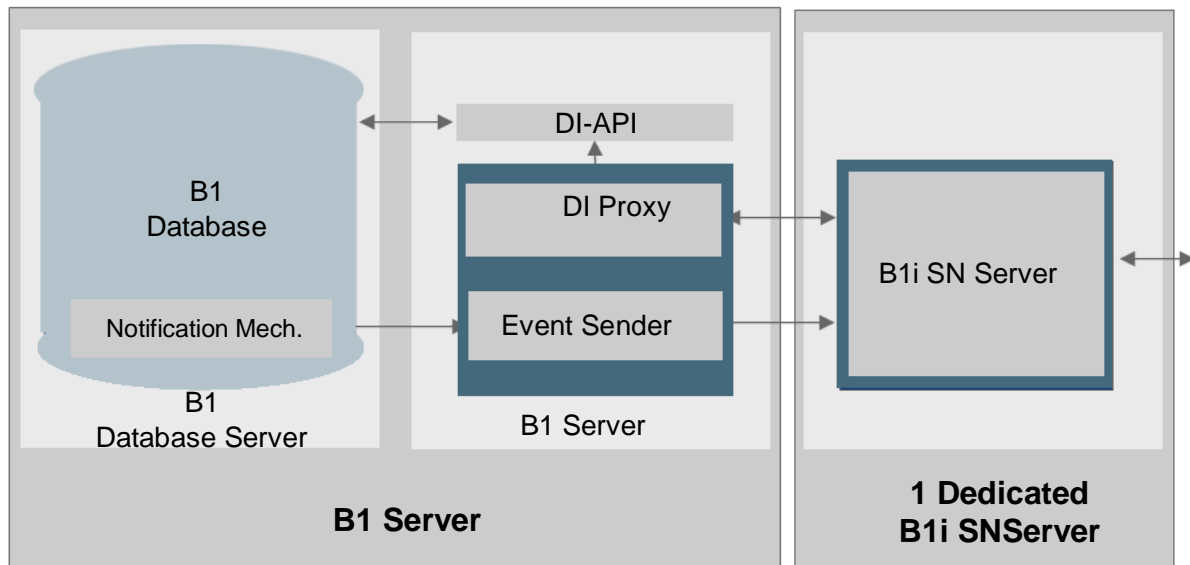 DI-API
B1
Database
DI Proxy
B1i SN Server
Notification Mech.
Event Sender
B1
Database Server
B1 Server
B1 Server
1 Dedicated
B1i SNServer